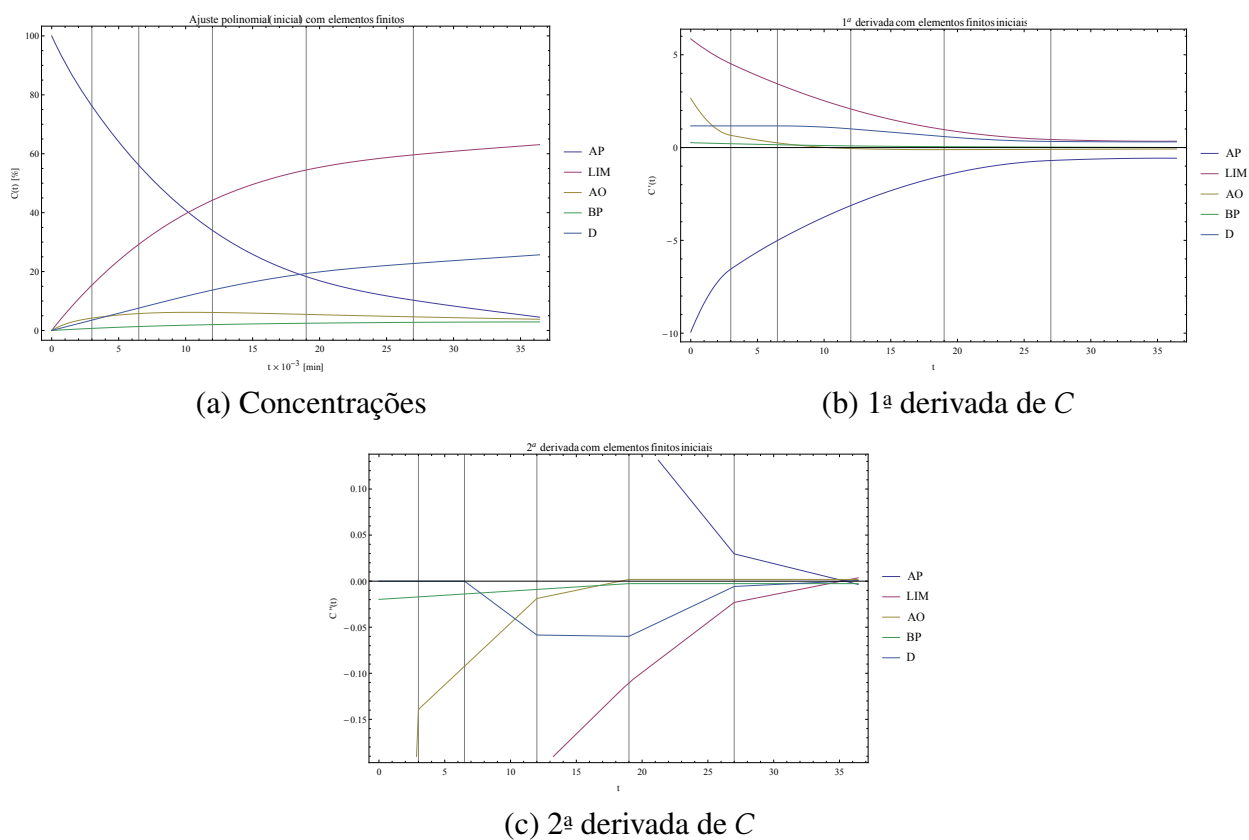 Ajuste polinomial (inicial) com elementos finitos
C(t) [%]
100
80
60
40
20
0
0 5 10 15 20 25 30 35
t × 10⁻³ [min]
AP
LIM
AO
BP
D
(a) Concentrações
1ª derivada com elementos finitos iniciais
C'(t)
5
0
−5
−10
0 5 10 15 20 25 30 35
t
AP
LIM
AO
BP
D
(b) 1ª derivada de C
2ª derivada com elementos finitos iniciais
C''(t)
0.10
0.05
0.00
−0.05
−0.10
−0.15
0 5 10 15 20 25 30 35
t
AP
LIM
AO
BP
D
(c) 2ª derivada de C